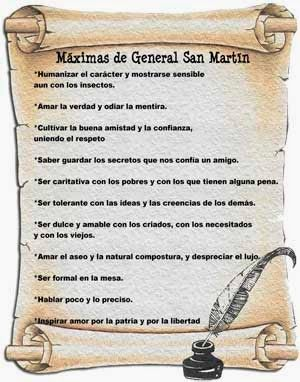 Máximas de General San Martín
*Humanizar el carácter y mostrarse sensible
aun con los insectos.
*Amar la verdad y odiar la mentira.
*Cultivar la buena amistad y la confianza,
uniendo el respeto
*Saber guardar los secretos que nos confía un amigo.
*Ser caritativa con los pobres y con los que tienen alguna pena.
*Ser tolerante con las ideas y las creencias de los demás.
*Ser dulce y amable con los criados, con los necesitados
y con los viejos.
*Amar el aseo y la natural compostura, y despreciar el lujo.
*Ser formal en la mesa.
*Hablar poco y lo preciso.
*Inspirar amor por la patria y por la libertad